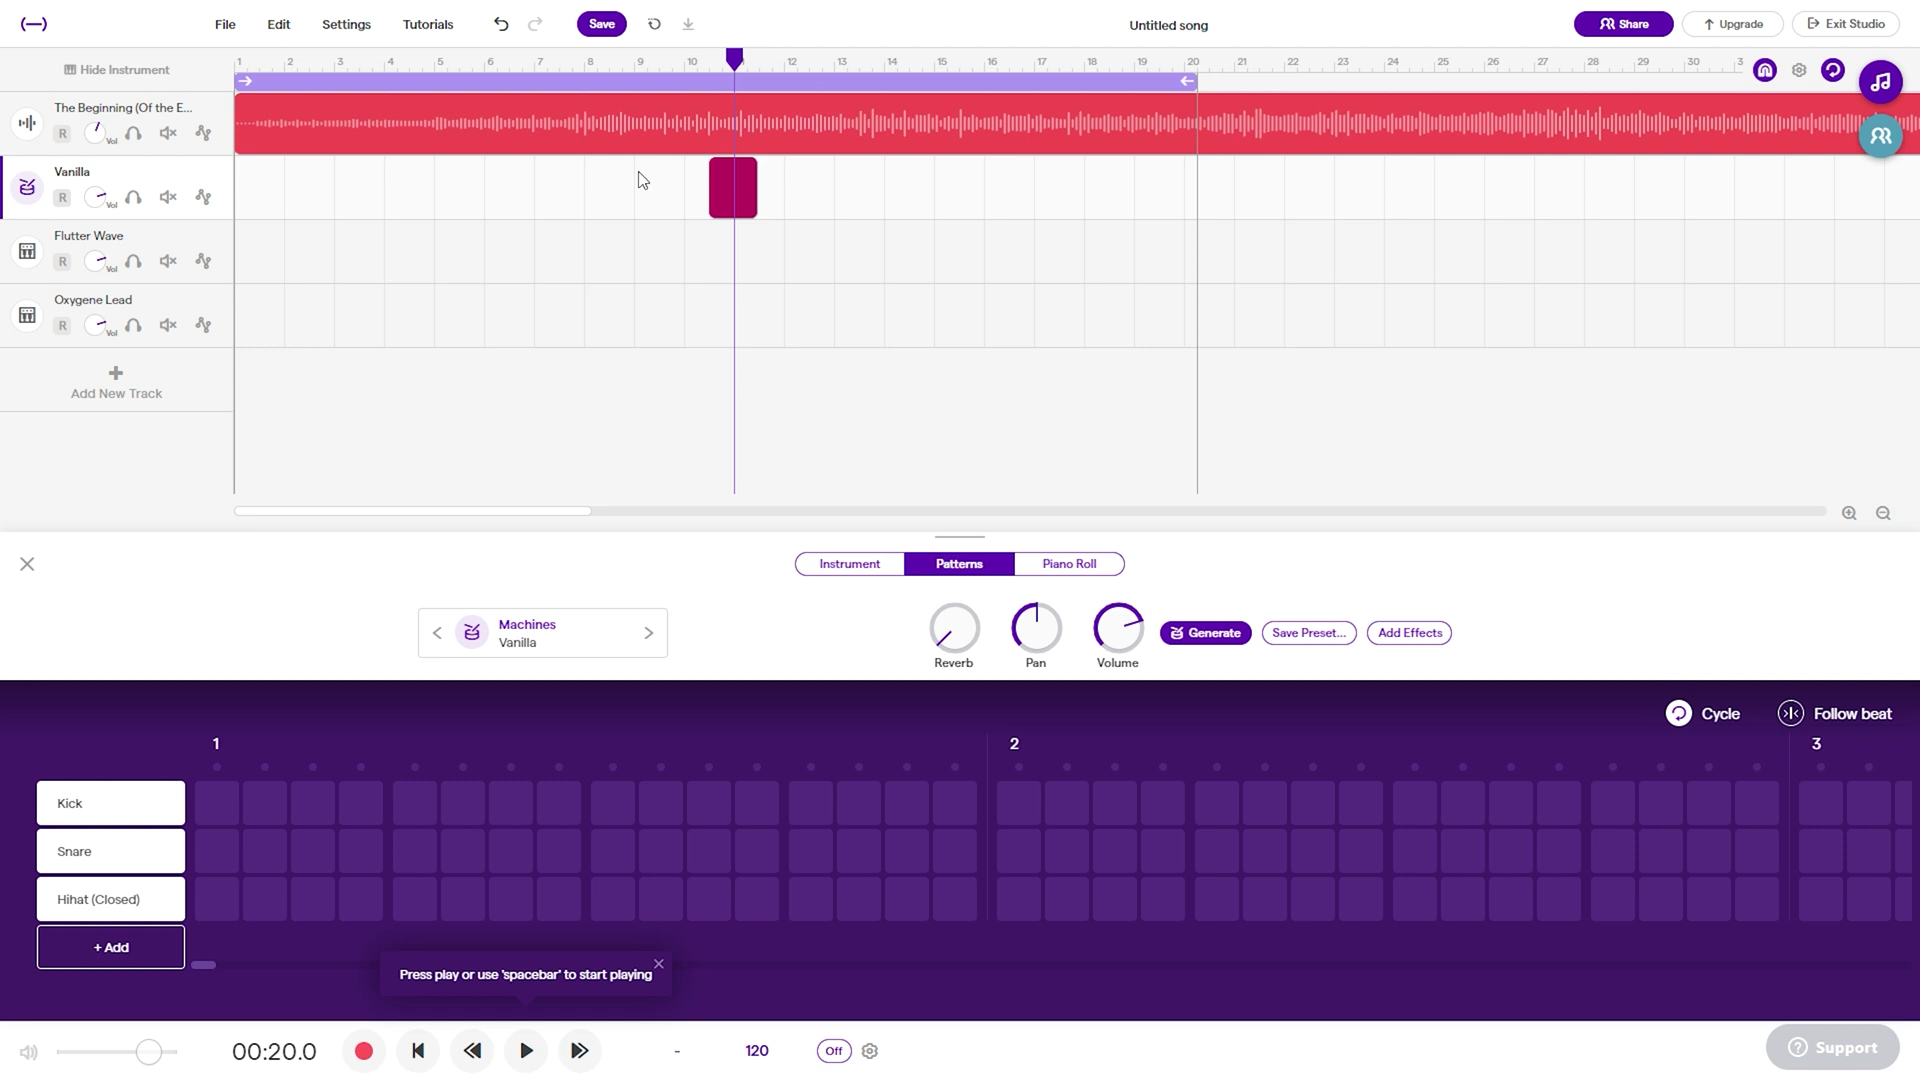 File Edit Settings Tutorials Save Untitled song Share Upgrade Exit Studio
Hide Instrument
1 2 3 4 5 6 7 8 9 10 12 13 14 15 16 17 18 19 20 21 22 23 24 25 26 27 28 29 30 3
The Beginning (Of the E...
R Vol
Vanilla
R Vol
Flutter Wave
R Vol
Oxygene Lead
R Vol
+
Add New Track
Instrument Patterns Piano Roll
Machines
Vanilla
Reverb Pan Volume
Generate Save Preset... Add Effects
Cycle Follow beat
1 2 3
Kick
Snare
Hihat (Closed)
+ Add
Press play or use 'spacebar' to start playing
00:20.0 - 120 Off
Support